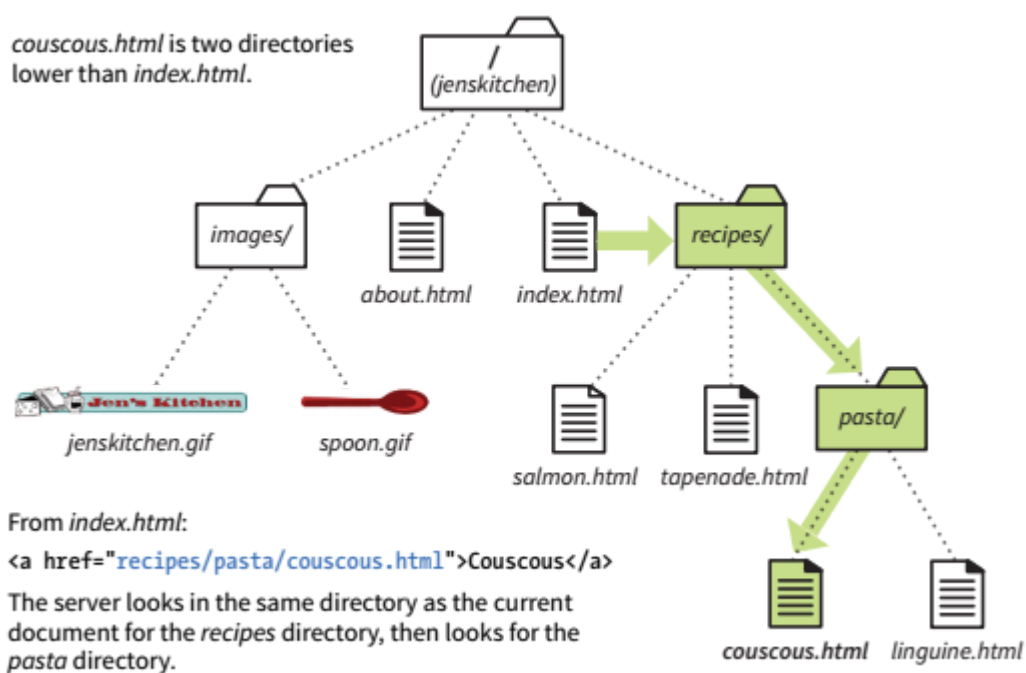 couscous.html is two directories
lower than index.html.
/
(jenskitchen)
images/
about.html
index.html
recipes/
Jen's Kitchen
jenskitchen.gif
spoon.gif
salmon.html
tapenade.html
pasta/
From index.html:
<a href="recipes/pasta/couscous.html">Couscous</a>
The server looks in the same directory as the current
document for the recipes directory, then looks for the
pasta directory.
couscous.html
linguine.html